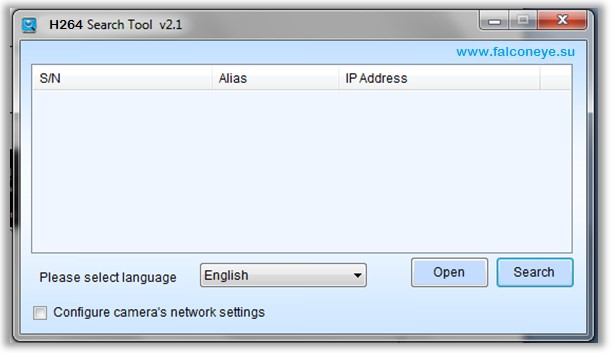 H264 Search Tool v2.1
www.falconeye.su
S/N Alias IP Address
Please select language English Open Search
Configure camera's network settings